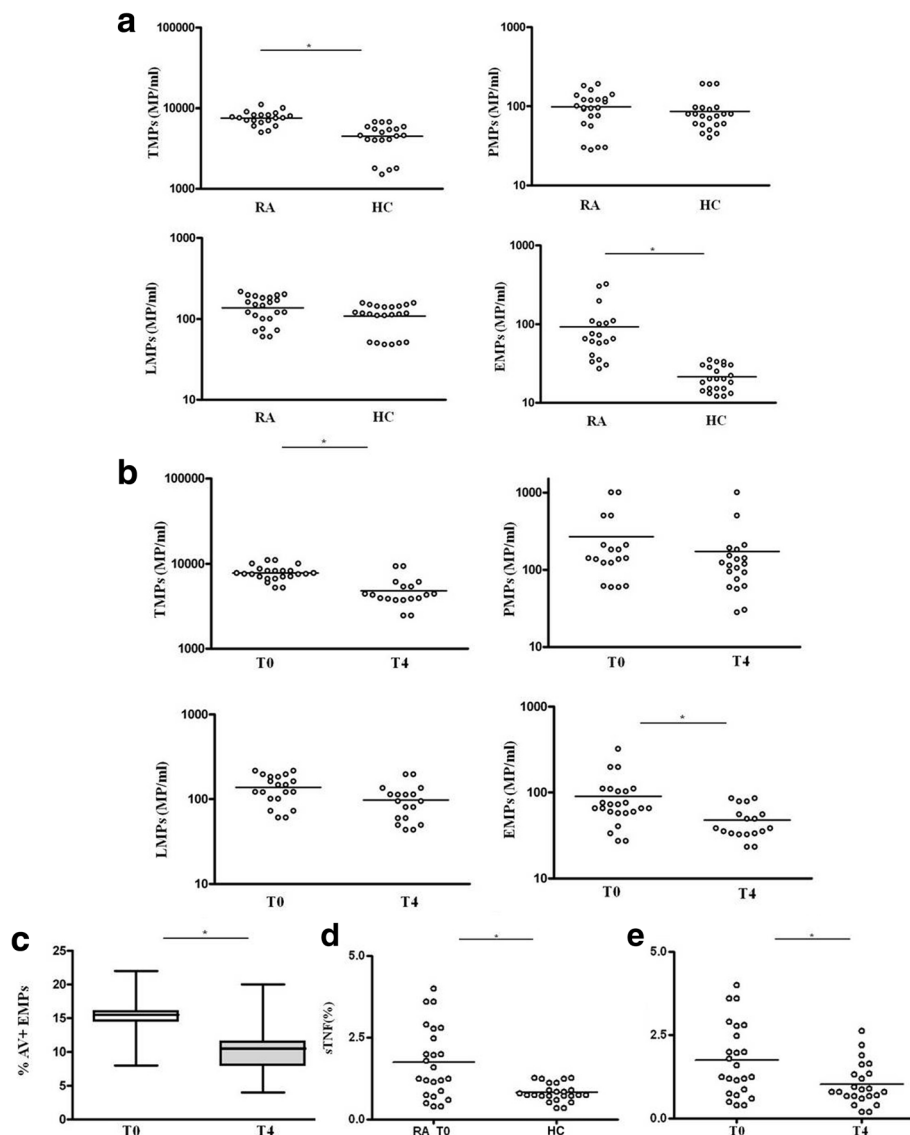 a
100000
*
10000
1000
TMPs (MP/ml)
RA
HC
1000
100
10
PMPs (MP/ml)
RA
HC
1000
100
10
LMPs (MP/ml)
RA
HC
1000
*
100
10
EMPs (MP/ml)
RA
HC
b
*
100000
10000
1000
TMPs (MP/ml)
T0
T4
1000
100
10
PMPs (MP/ml)
T0
T4
1000
100
10
LMPs (MP/ml)
T0
T4
1000
*
100
10
EMPs (MP/ml)
T0
T4
c
*
25
20
15
10
5
0
% AV+ EMPs
T0
T4
d
*
5.0
2.5
0.0
sTNF(%)
RA T0
HC
e
*
5.0
2.5
0.0
T0
T4